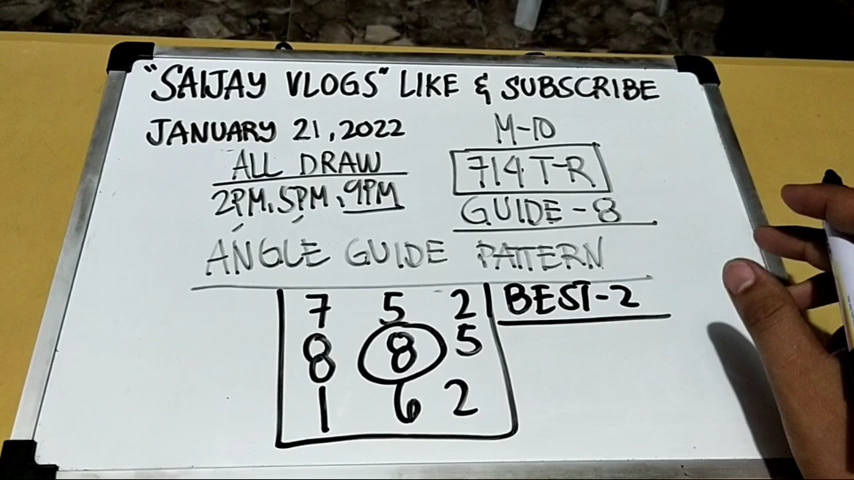 "SAIJAY VLOGS" LIKE & SUBSCRIBE
JANUARY 21, 2022
M-10
ALL DRAW
714 T-R
2PM, 5PM, 9PM
GUIDE-8
ANGLE GUIDE PATTERN
7 5 2
BEST-2
8 8 5
1 6 2